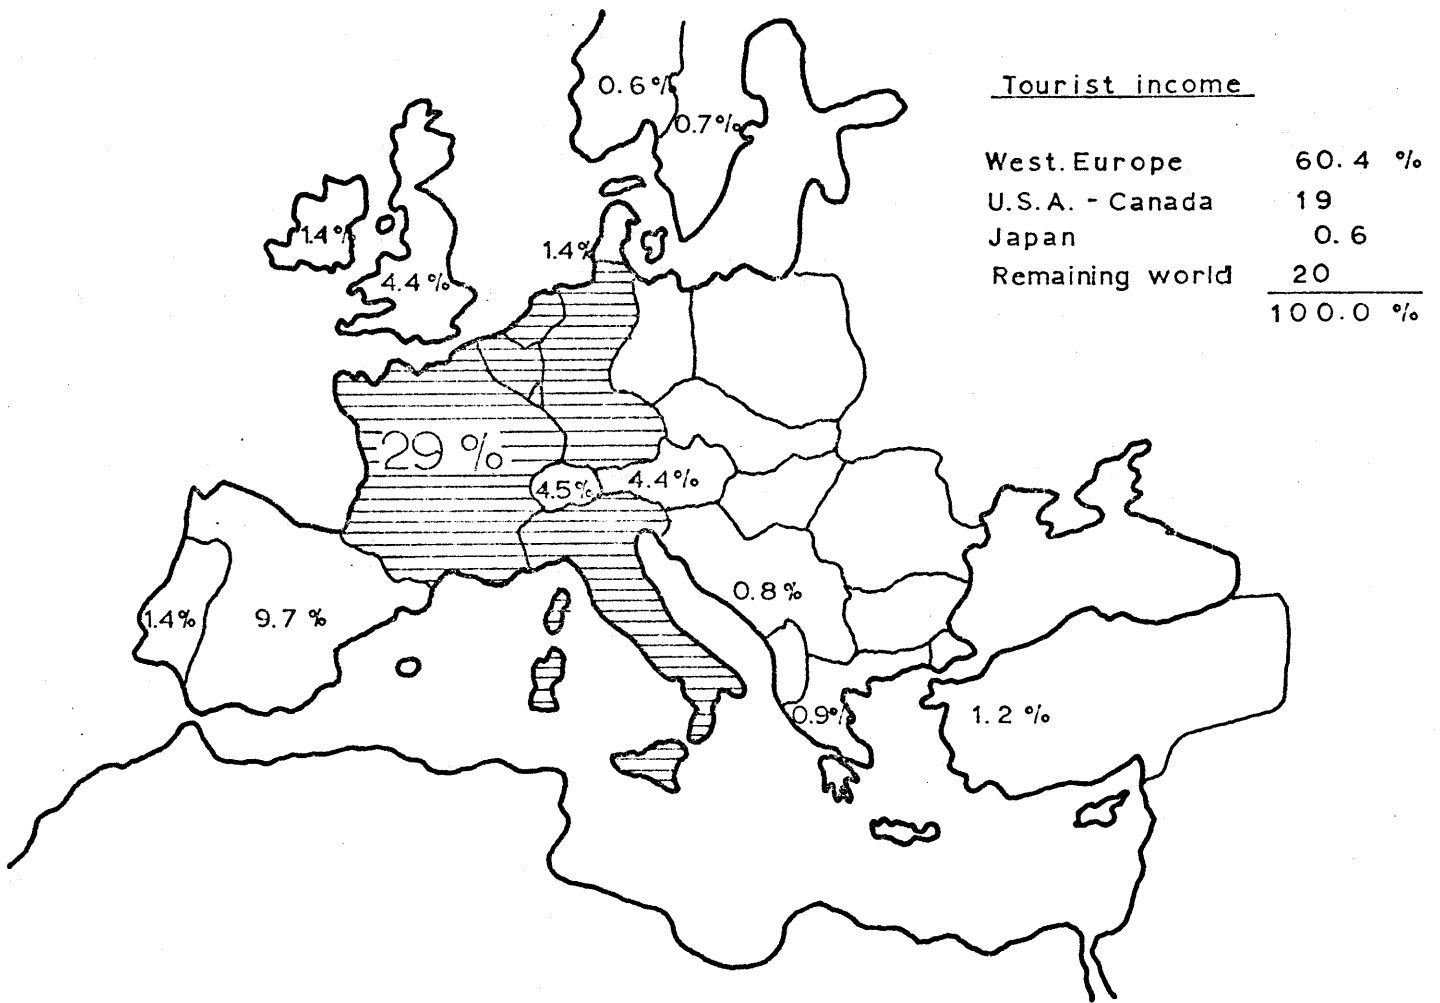 Tourist income
West. Europe 60.4 %
U.S.A. - Canada 19
Japan 0.6
Remaining world 20
100.0 %
0.6 %
0.7%
1.4%
1.4%
4.4%
29 %
4.5%
4.4%
1.4%
9.7 %
0.8%
0.9%
1.2 %